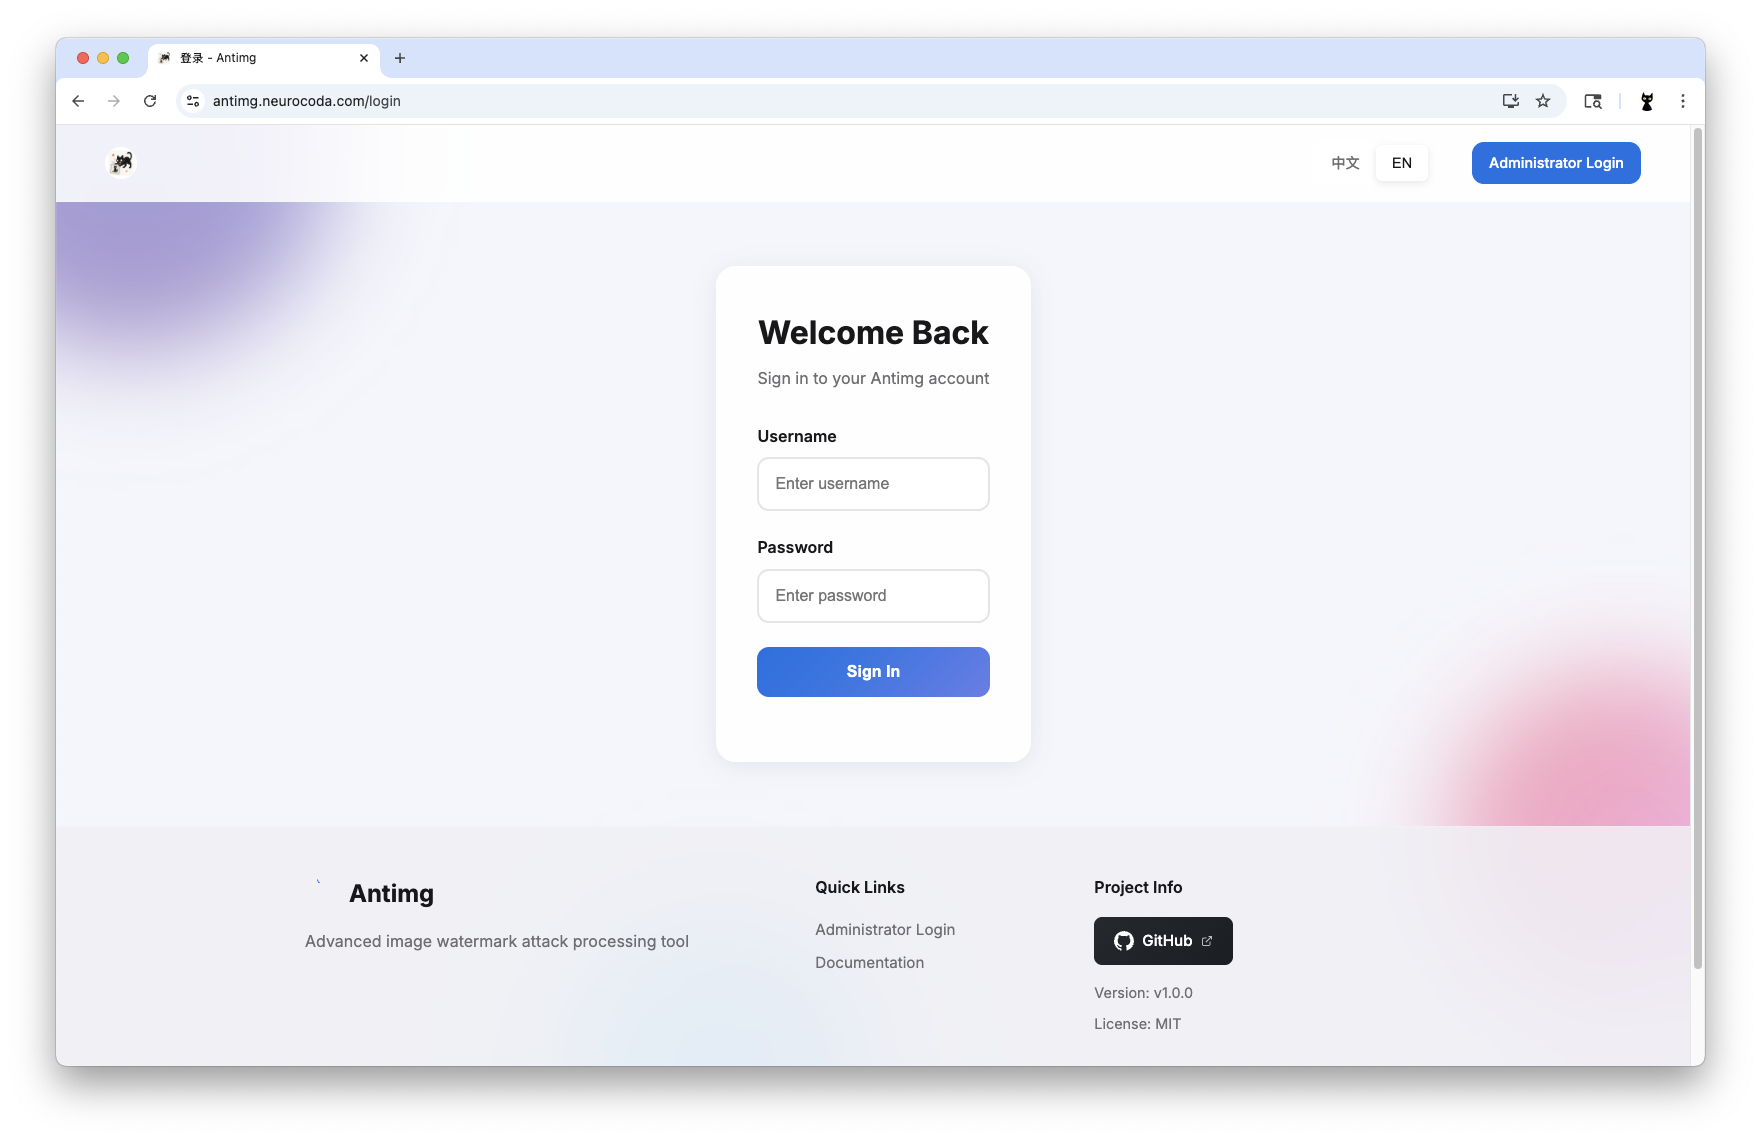 登录 - Antimg
antimg.neurocoda.com/login
中文
EN
Administrator Login
Welcome Back
Sign in to your Antimg account
Username
Enter username
Password
Enter password
Sign In
Antimg
Advanced image watermark attack processing tool
Quick Links
Administrator Login
Documentation
Project Info
GitHub
Version: v1.0.0
License: MIT